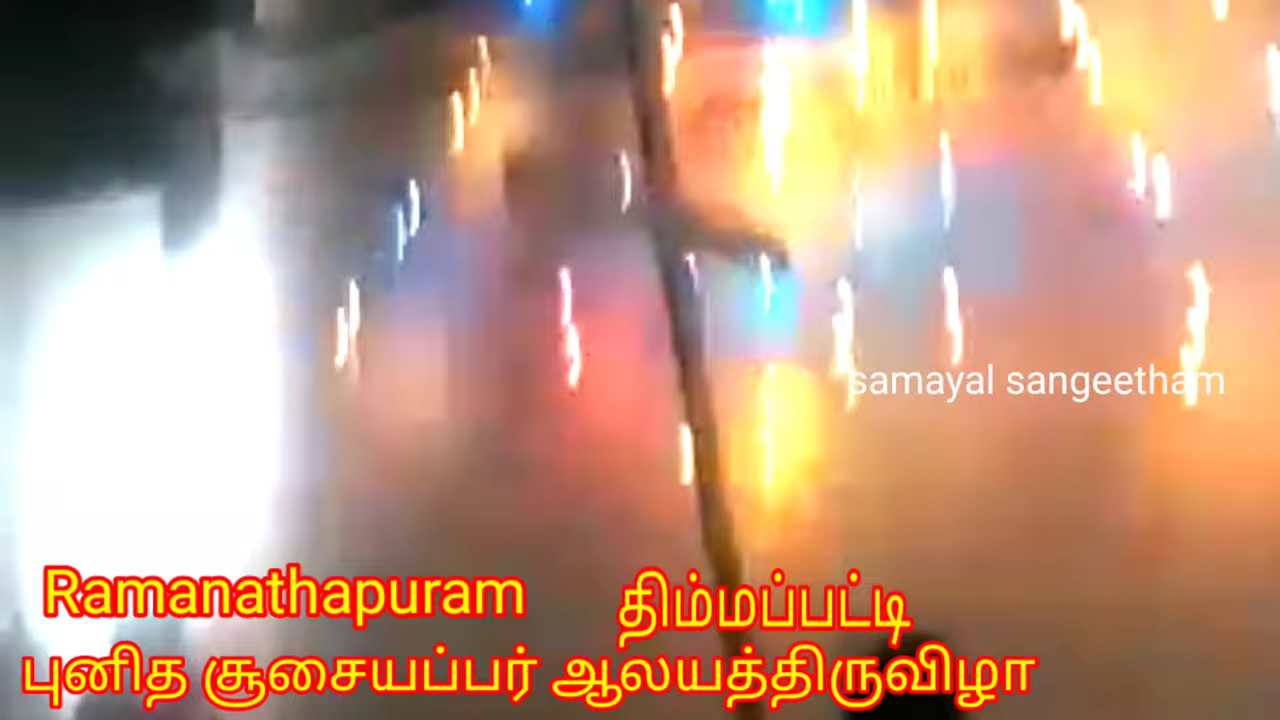 samayal sangeetham
Ramanathapuram திம்மப்பட்டி
புனித சூசையப்பர் ஆலயத்திருவிழா